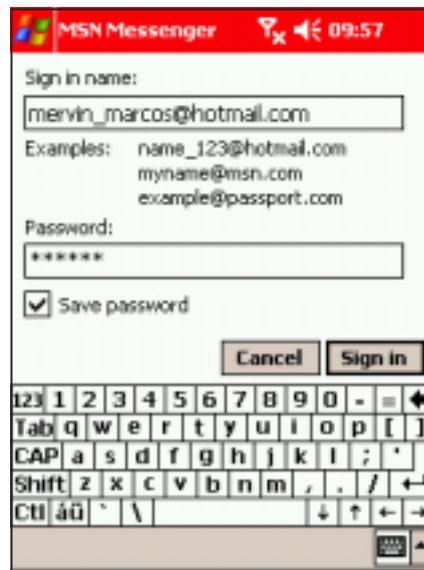 MSN Messenger 09:57
Sign in name:
mervin_marcos@hotmail.com
Examples: name_123@hotmail.com
myname@msn.com
example@passport.com
Password:
******
Save password
Cancel Sign in
123 1 2 3 4 5 6 7 8 9 0 - =
Tab q w e r t y u i o p [ ]
CAP a s d f g h j k l ; '
Shift z x c v b n m , . /
Ctl áü ` \